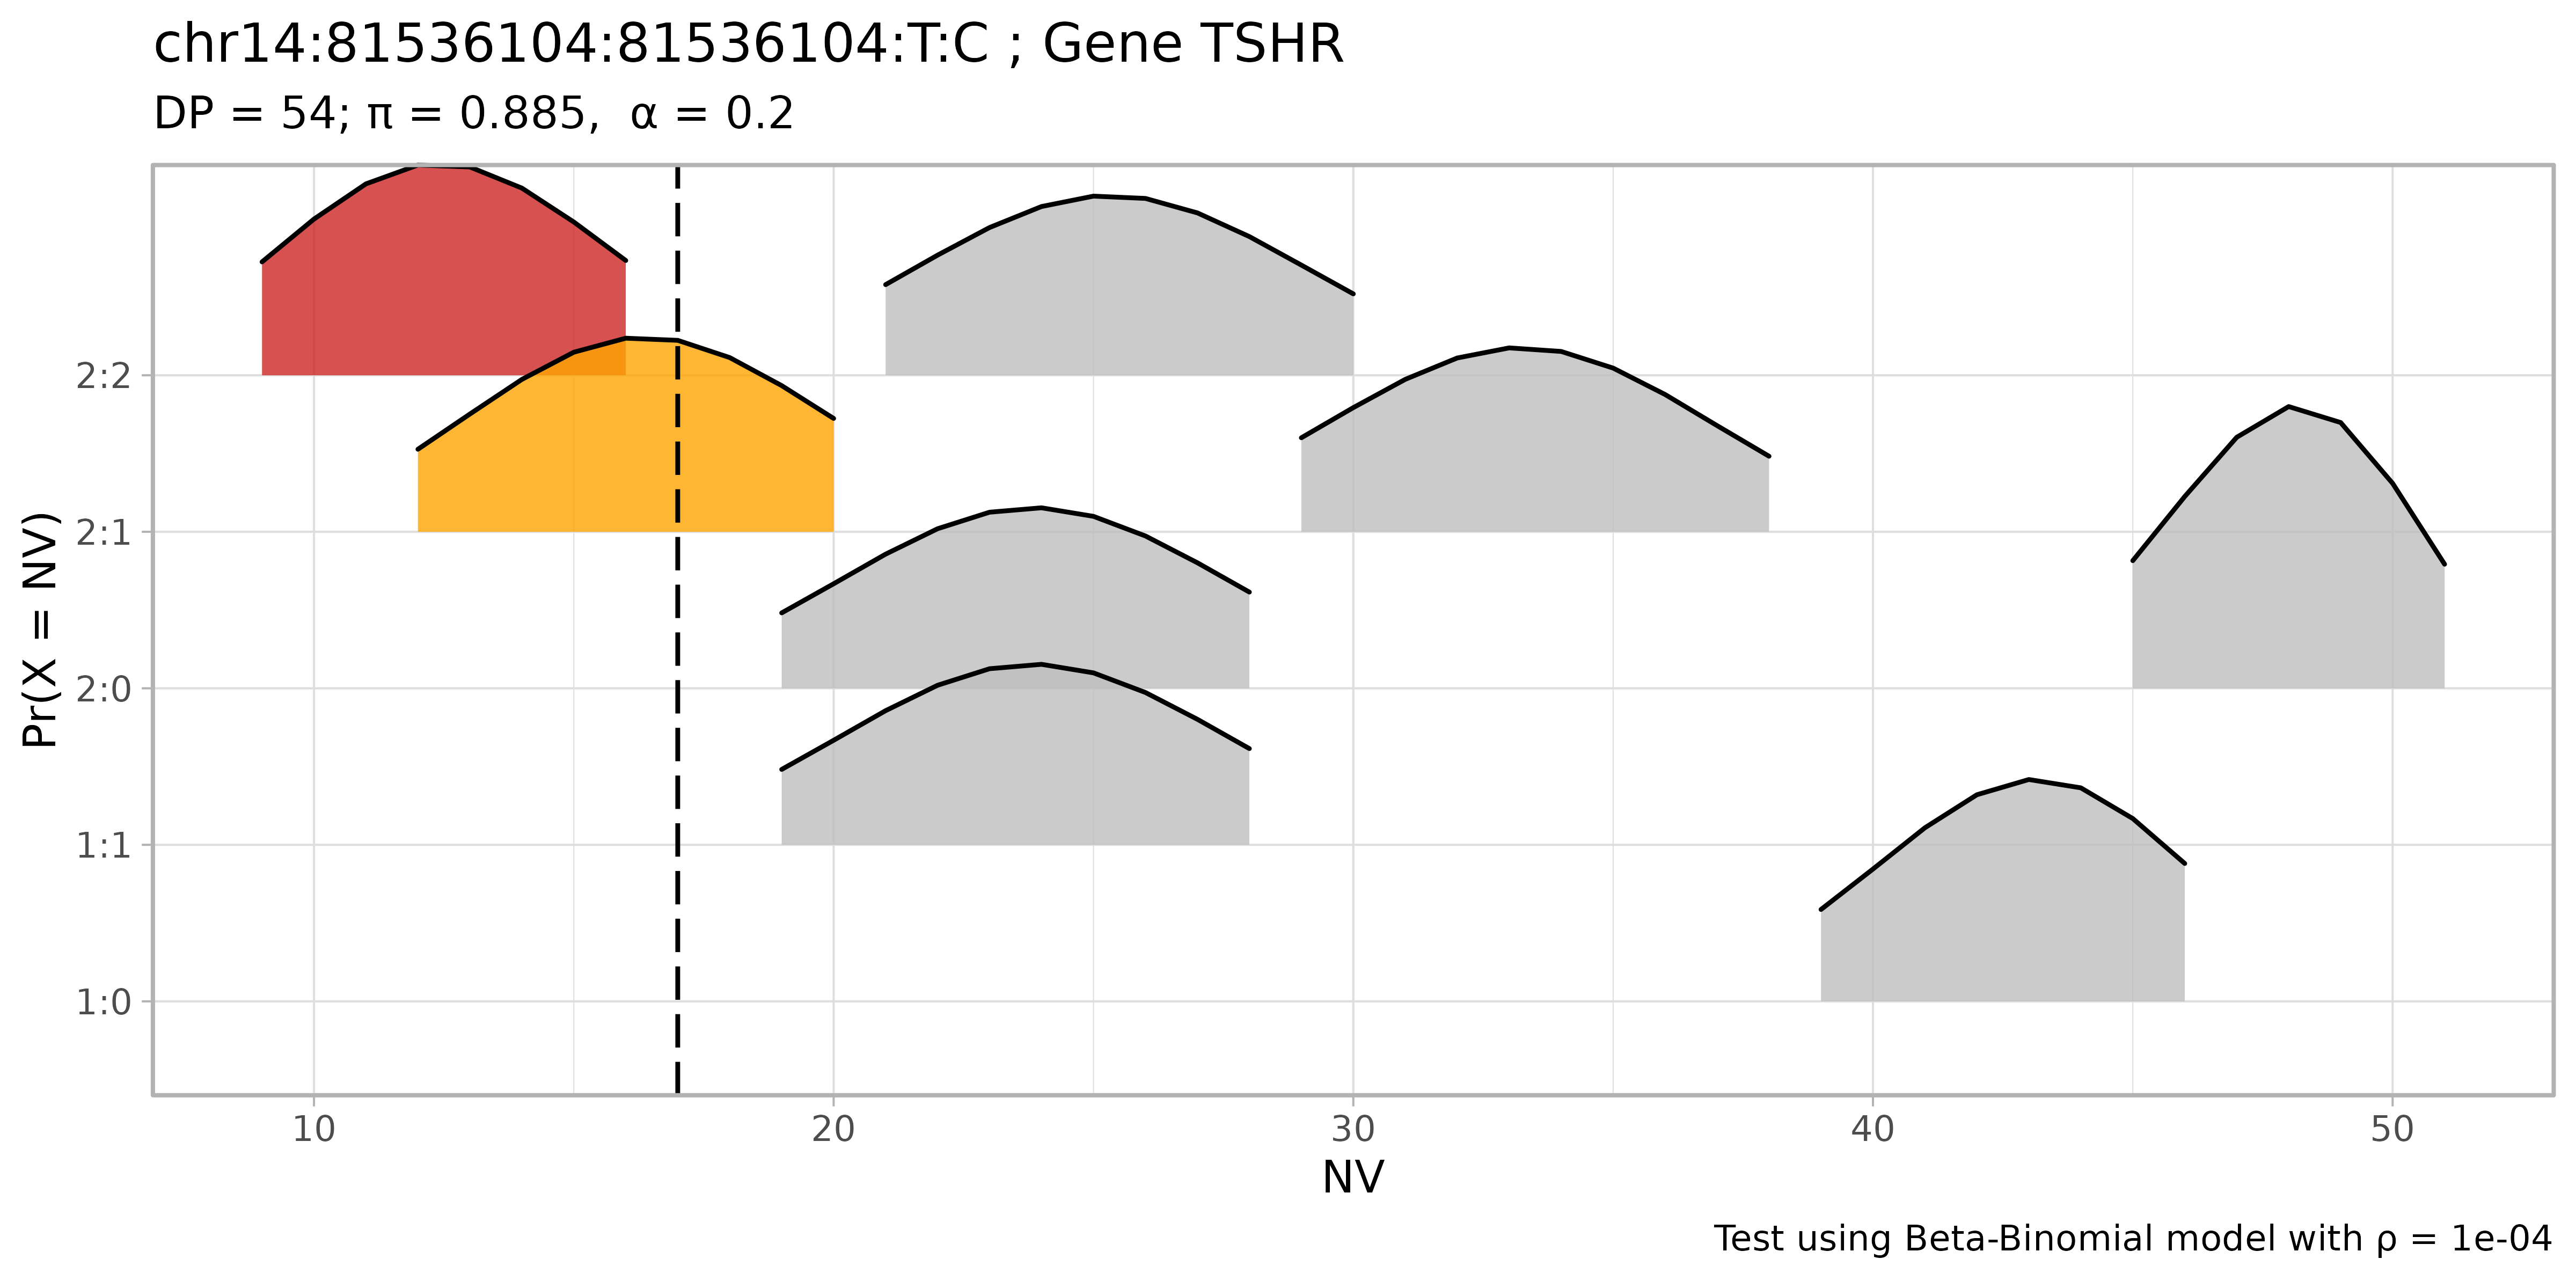 chr14:81536104:81536104:T:C ; Gene TSHR
DP = 54; π = 0.885,  α = 0.2
Pr(X = NV)
2:2
2:1
2:0
1:1
1:0
10 20 30 40 50
NV
Test using Beta-Binomial model with ρ = 1e-04